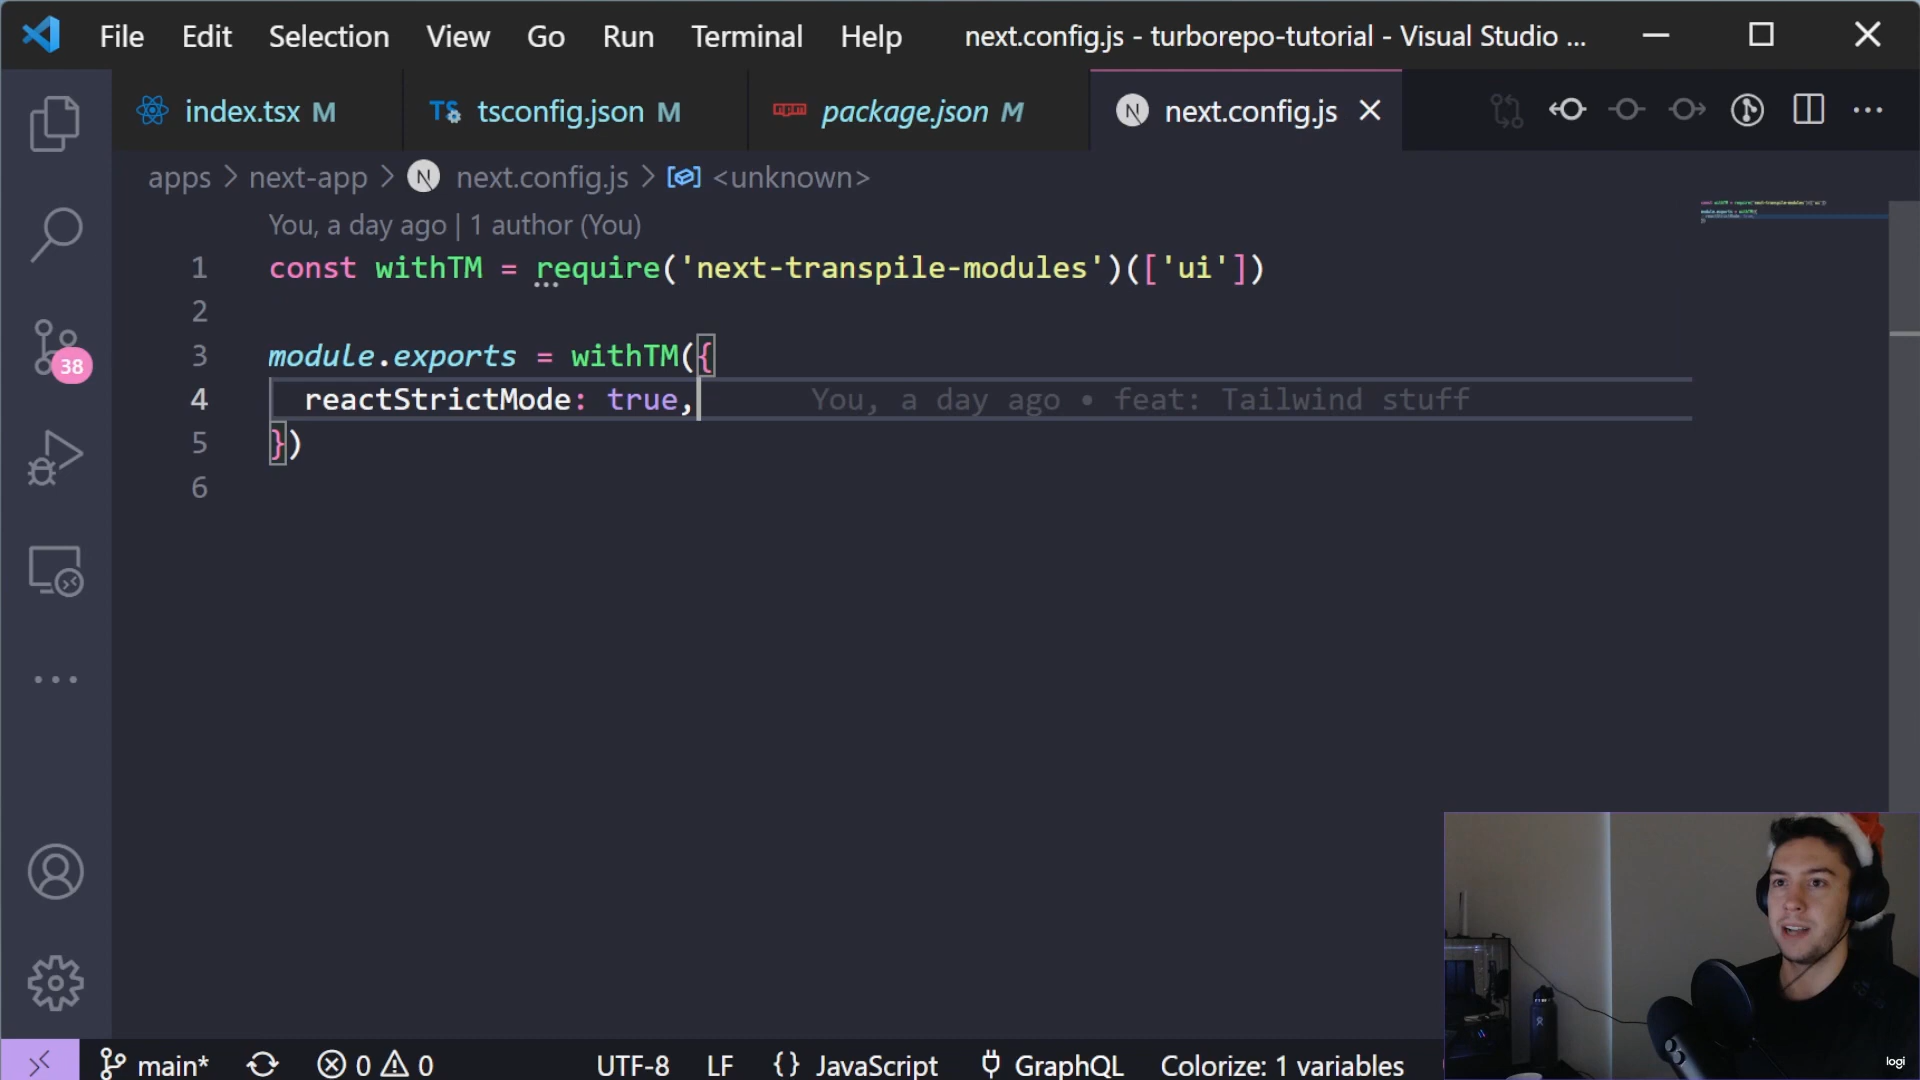 File Edit Selection View Go Run Terminal Help next.config.js - turborepo-tutorial - Visual Studio ...
index.tsx M TS tsconfig.json M package.json M N next.config.js
apps > next-app > N next.config.js > <unknown>
You, a day ago | 1 author (You)
1 const withTM = require('next-transpile-modules')(['ui'])
2
3 module.exports = withTM({
4 reactStrictMode: true, You, a day ago • feat: Tailwind stuff
5 })
6
38
main* 0 0 UTF-8 LF {} JavaScript GraphQL Colorize: 1 variables
logi